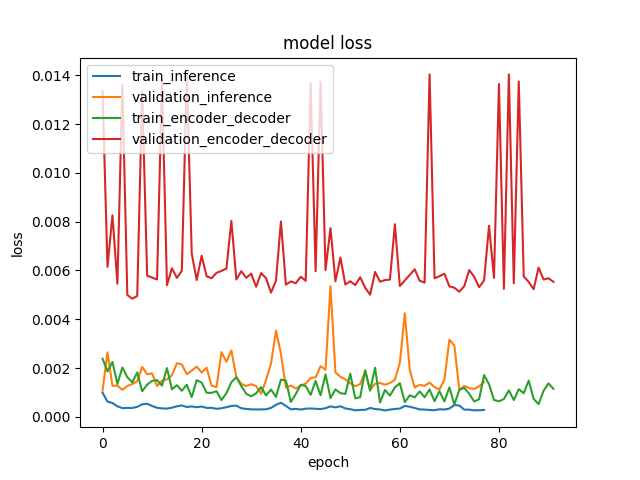 model loss
train_inference
validation_inference
train_encoder_decoder
validation_encoder_decoder
0.014
0.012
0.010
0.008
0.006
0.004
0.002
0.000
loss
0 20 40 60 80
epoch